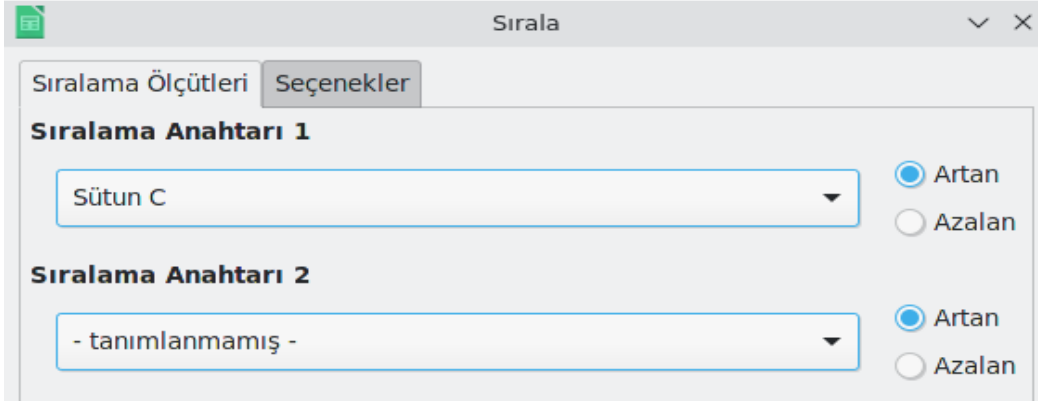 Sırala
Sıralama Ölçütleri Seçenekler
Sıralama Anahtarı 1
Sütun C
Artan
Azalan
Sıralama Anahtarı 2
- tanımlanmamış -
Artan
Azalan